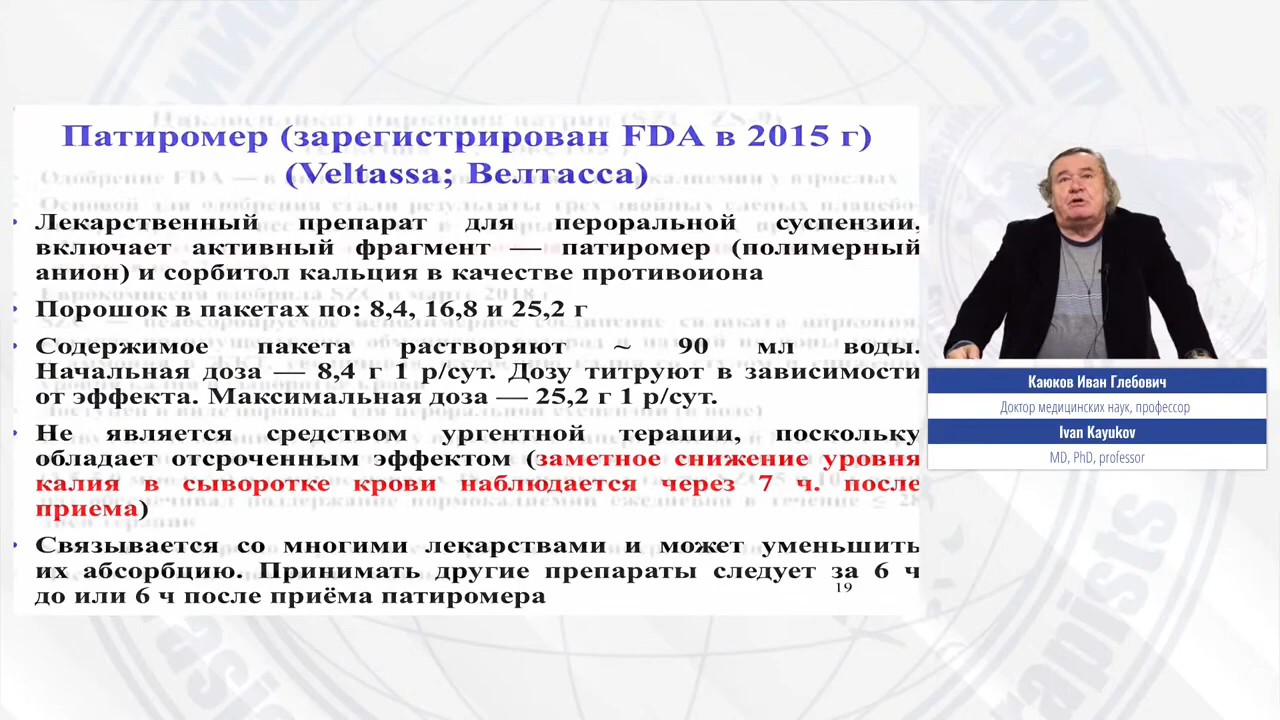 Патиромер (зарегистрирован FDA в 2015 г)
(Veltassa; Велтасса)
Лекарственный препарат для пероральной суспензии,
включает активный фрагмент — патиромер (полимерный
анион) и сорбитол кальция в качестве противоиона
Порошок в пакетах по: 8,4, 16,8 и 25,2 г
Содержимое пакета растворяют ~ 90 мл воды.
Начальная доза — 8,4 г 1 р/сут. Дозу титруют в зависимости
от эффекта. Максимальная доза — 25,2 г 1 р/сут.
Не является средством ургентной терапии, поскольку
обладает отсроченным эффектом (заметное снижение уровня
калия в сыворотке крови наблюдается через 7 ч. после
приема)
Связывается со многими лекарствами и может уменьшить
их абсорбцию. Принимать другие препараты следует за 6 ч
до или 6 ч после приёма патиромера
19
Каюков Иван Глебович
Доктор медицинских наук, профессор
Ivan Kayukov
MD, PhD, professor